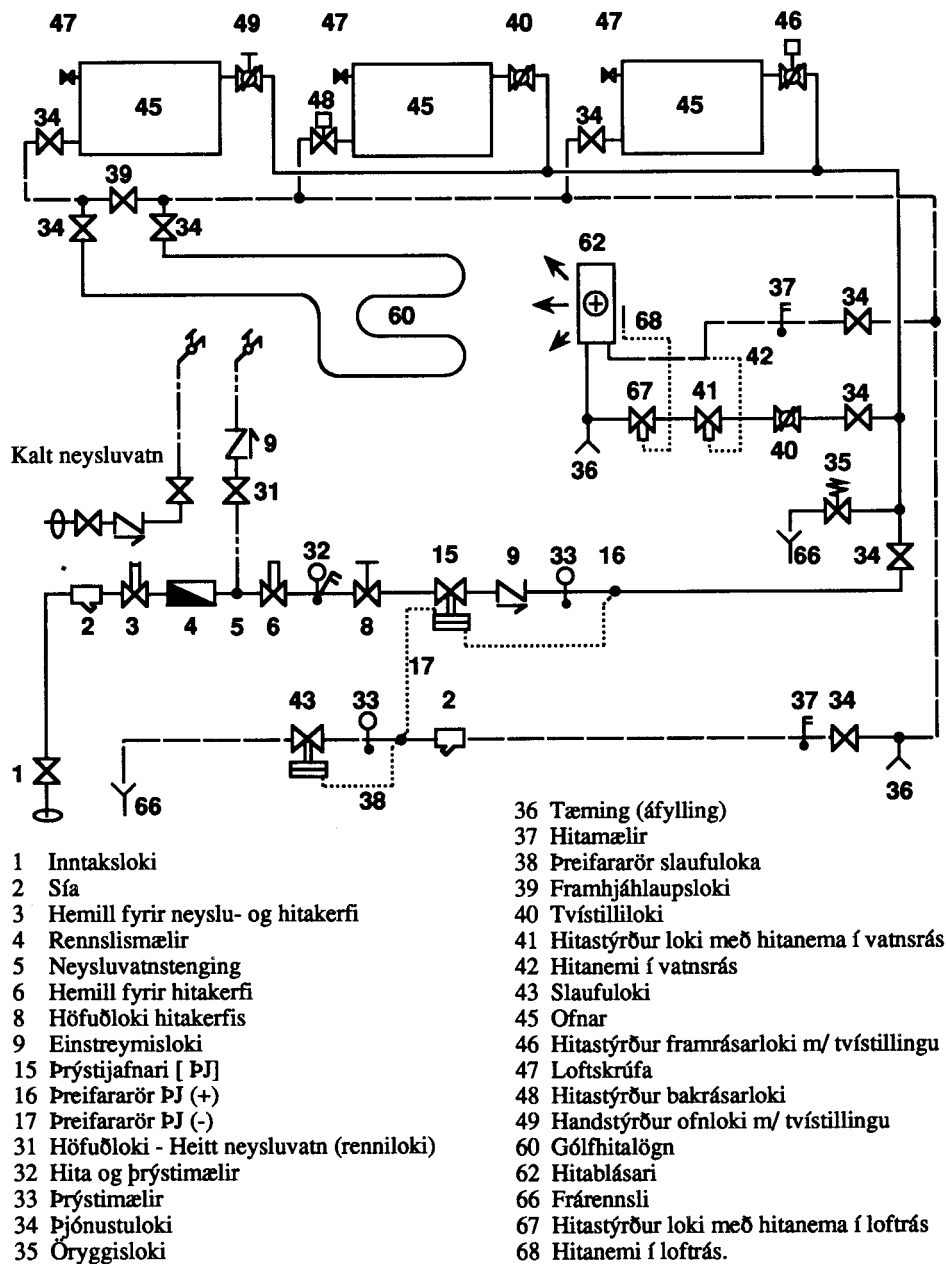 47 49 47 40 47 46
45 45 45
34 48 34
39
34 34
62
37 34
60 68
42
67 41
9
Kalt neysluvatn
36 40
31 35
32 15 9 33 16 66 34
2 3 4 5 6 8
17
43 33 2 37 34
1
66 38 36
1 Inntaksloki
2 Sía
3 Hemill fyrir neyslu- og hitakerfi
4 Rennslismælir
5 Neysluvatnstenging
6 Hemill fyrir hitakerfi
8 Höfuðloki hitakerfis
9 Einstreymisloki
15 Þrýstijafnari [ ÞJ]
16 Þreifararör ÞJ (+)
17 Þreifararör ÞJ (-)
31 Höfuðloki - Heitt neysluvatn (renniloki)
32 Hita og þrýstimælir
33 Þrýstimælir
34 Þjónustuloki
35 Öryggisloki
36 Tæming (áfylling)
37 Hitamælir
38 Þreifararör slaufuloka
39 Framhjáhlaupsloki
40 Tvístilliloki
41 Hitastýrður loki með hitanema í vatnsrás
42 Hitanemi í vatnsrás
43 Slaufuloki
45 Ofnar
46 Hitastýrður framrásarloki m/ tvístillingu
47 Loftskrúfa
48 Hitastýrður bakrásarloki
49 Handstýrður ofnloki m/ tvístillingu
60 Gólfhitalögn
62 Hitablásari
66 Frárennsli
67 Hitastýrður loki með hitanema í loftrás
68 Hitanemi í loftrás.